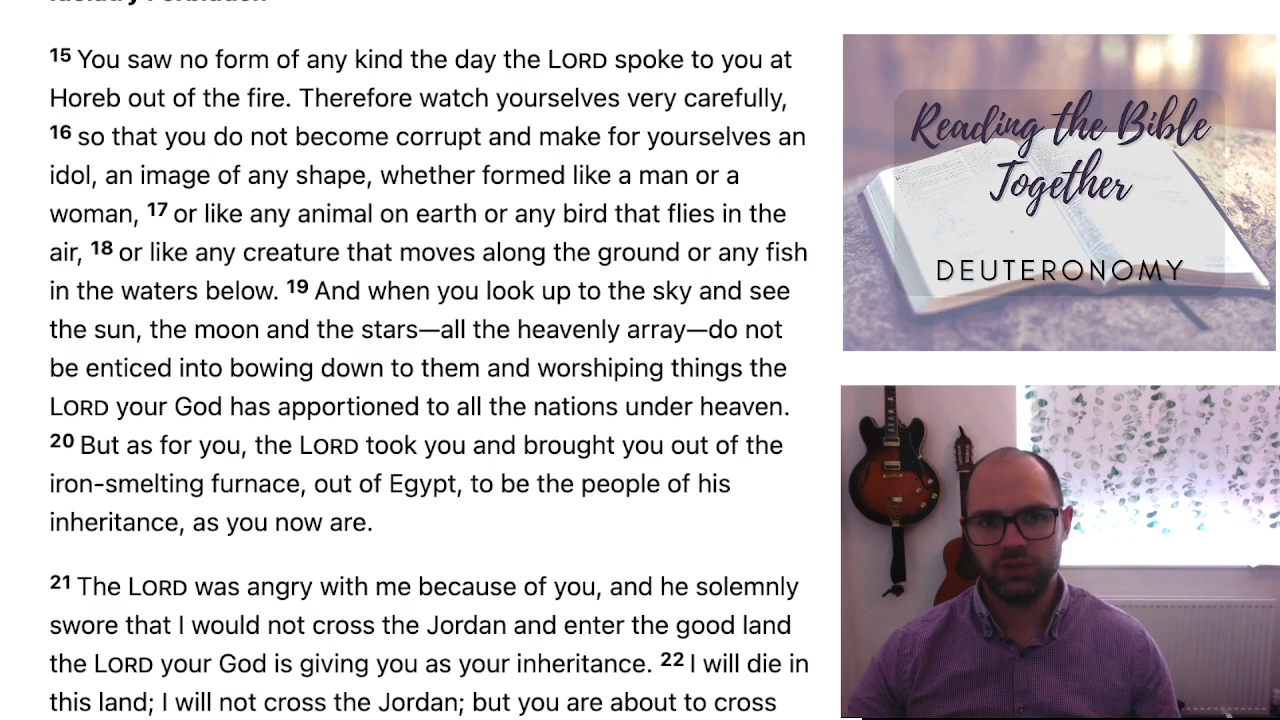 Idolatry Forbidden
15 You saw no form of any kind the day the LORD spoke to you at
Horeb out of the fire. Therefore watch yourselves very carefully,
16 so that you do not become corrupt and make for yourselves an
idol, an image of any shape, whether formed like a man or a
woman, 17 or like any animal on earth or any bird that flies in the
air, 18 or like any creature that moves along the ground or any fish
in the waters below. 19 And when you look up to the sky and see
the sun, the moon and the stars—all the heavenly array—do not
be enticed into bowing down to them and worshiping things the
LORD your God has apportioned to all the nations under heaven.
20 But as for you, the LORD took you and brought you out of the
iron-smelting furnace, out of Egypt, to be the people of his
inheritance, as you now are.
21 The LORD was angry with me because of you, and he solemnly
swore that I would not cross the Jordan and enter the good land
the LORD your God is giving you as your inheritance. 22 I will die in
this land; I will not cross the Jordan; but you are about to cross
Reading the Bible
Together
DEUTERONOMY